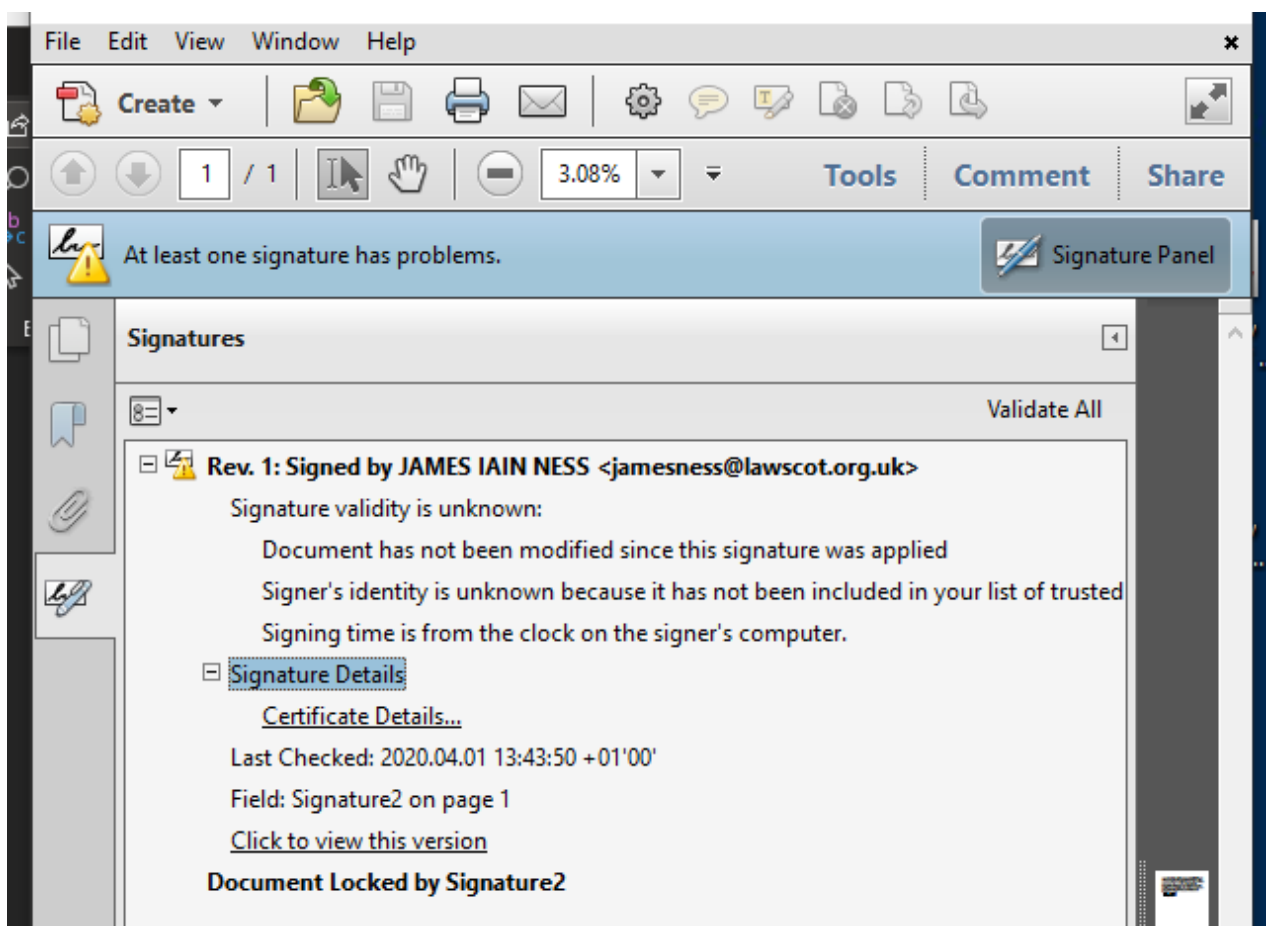 File Edit View Window Help
Create
1 / 1 3.08% Tools Comment Share
At least one signature has problems. Signature Panel
Signatures
Validate All
Rev. 1: Signed by JAMES IAIN NESS <jamesness@lawscot.org.uk>
Signature validity is unknown:
Document has not been modified since this signature was applied
Signer's identity is unknown because it has not been included in your list of trusted
Signing time is from the clock on the signer's computer.
Signature Details
Certificate Details...
Last Checked: 2020.04.01 13:43:50 +01'00'
Field: Signature2 on page 1
Click to view this version
Document Locked by Signature2